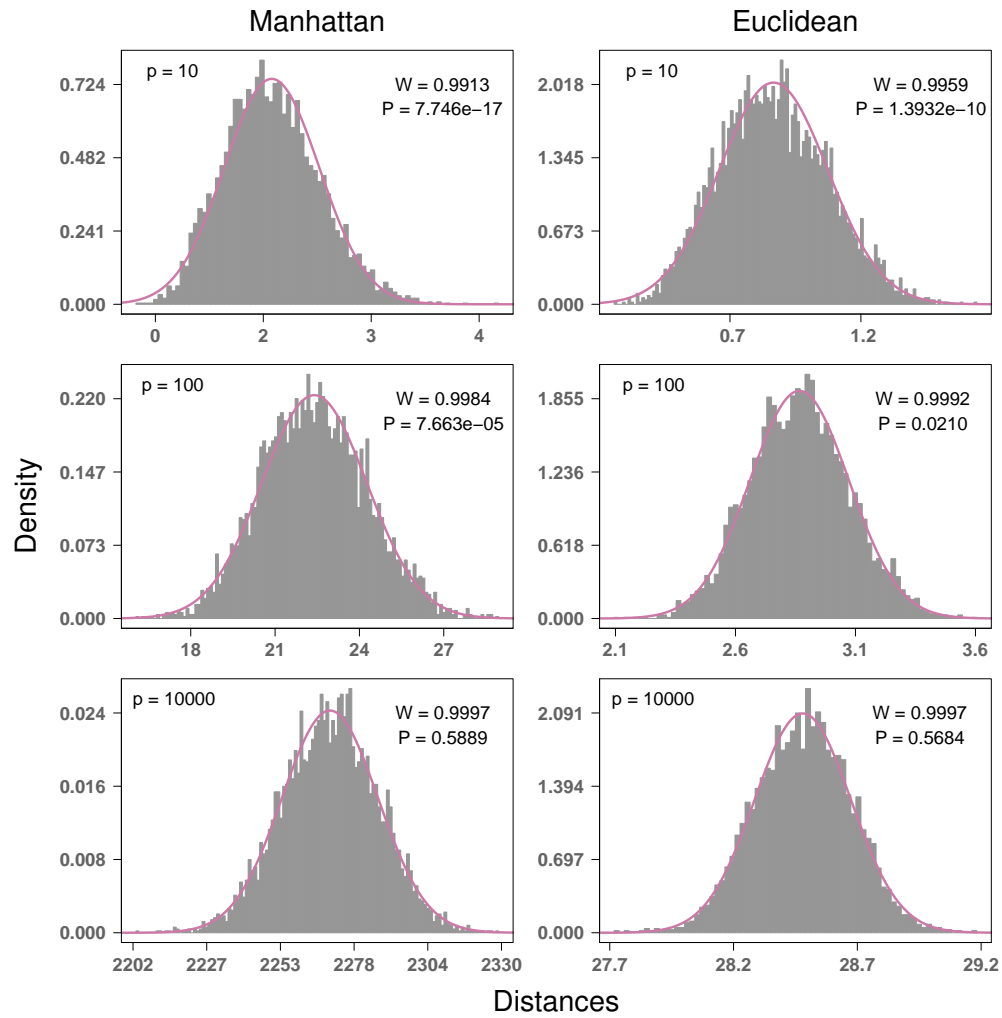 Manhattan
Euclidean
p = 10
W = 0.9913
P = 7.746e−17
0.724
0.482
0.241
0.000
0 2 3 4
p = 10
W = 0.9959
P = 1.3932e−10
2.018
1.345
0.673
0.000
0.7 1.2
p = 100
W = 0.9984
P = 7.663e−05
0.220
0.147
0.073
0.000
18 21 24 27
p = 100
W = 0.9992
P = 0.0210
1.855
1.236
0.618
0.000
2.1 2.6 3.1 3.6
Density
p = 10000
W = 0.9997
P = 0.5889
0.024
0.016
0.008
0.000
2202 2227 2253 2278 2304 2330
p = 10000
W = 0.9997
P = 0.5684
2.091
1.394
0.697
0.000
27.7 28.2 28.7 29.2
Distances